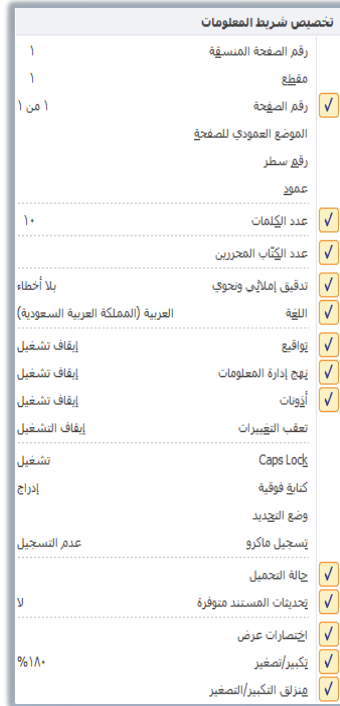 تخصيص شريط المعلومات
رقم الصفحة المنسقة ١
مقطع ١
رقم الصفحة ١ من ١
الموضع العمودي للصفحة
رقم سطر
عمود
عدد الكلمات ١٠
عدد الكتّاب المحررين
تدقيق إملائي ونحوي بلا أخطاء
اللغة العربية (المملكة العربية السعودية)
تواقيع إيقاف تشغيل
نهج إدارة المعلومات إيقاف تشغيل
أذونات إيقاف تشغيل
تعقب التغييرات إيقاف التشغيل
Caps Lock تشغيل
كتابة فوقية إدراج
وضع التحديد
تسجيل ماكرو عدم التسجيل
حالة التحميل
تحديثات المستند متوفرة لا
اختصارات عرض
تكبير/تصغير ١٨٠%
منزلق التكبير/التصغير